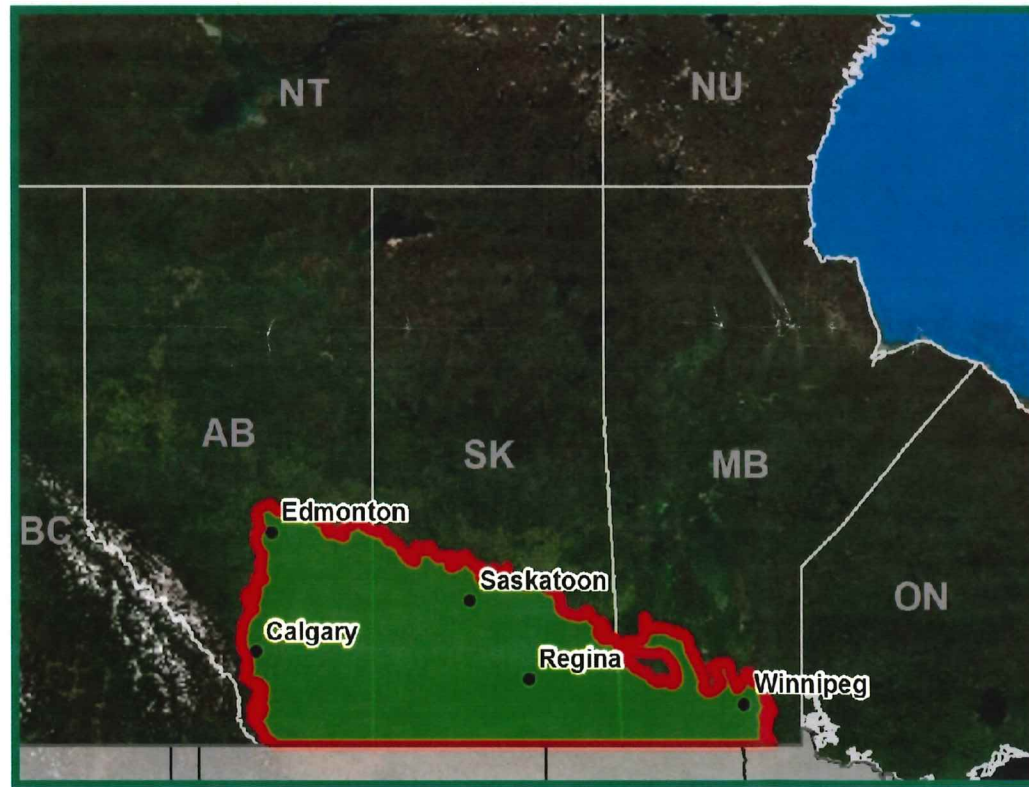 NT
NU
AB
SK
MB
BC
Edmonton
Saskatoon
ON
Calgary
Regina
Winnipeg